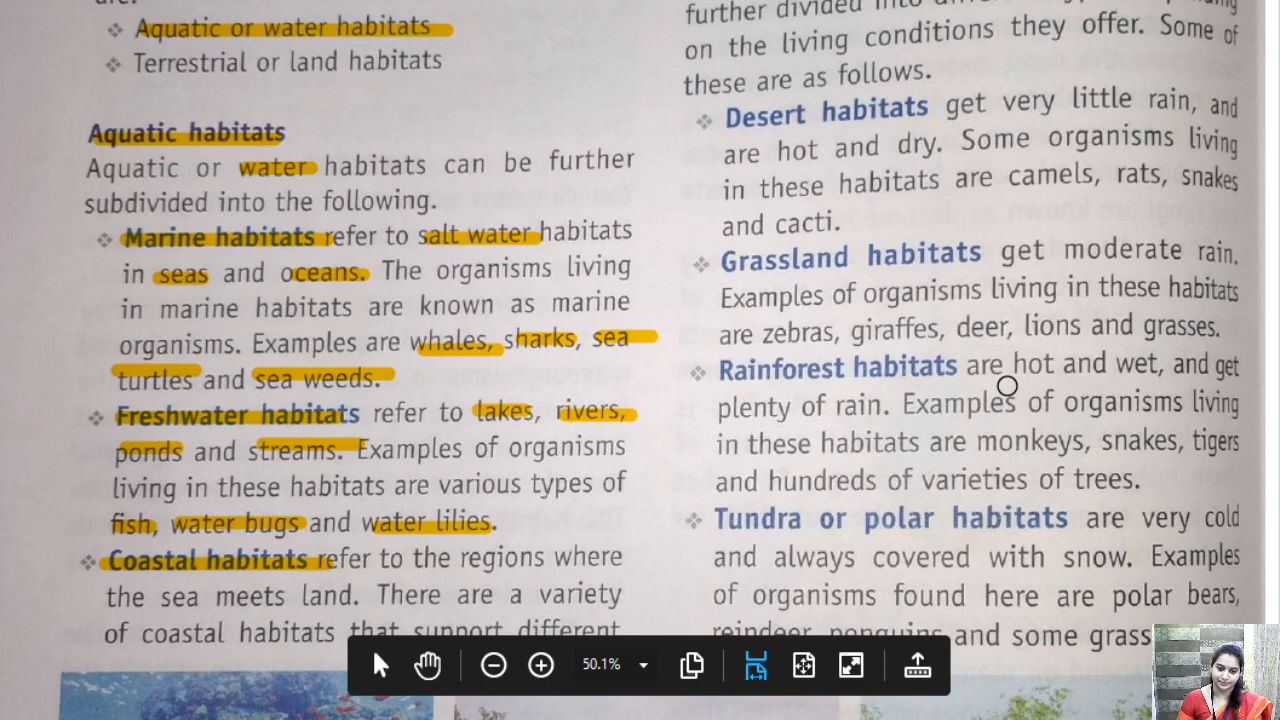 are:
❖ Aquatic or water habitats
❖ Terrestrial or land habitats
Aquatic habitats
Aquatic or water habitats can be further
subdivided into the following.
❖ Marine habitats refer to salt water habitats
in seas and oceans. The organisms living
in marine habitats are known as marine
organisms. Examples are whales, sharks, sea
turtles and sea weeds.
❖ Freshwater habitats refer to lakes, rivers,
ponds and streams. Examples of organisms
living in these habitats are various types of
fish, water bugs and water lilies.
❖ Coastal habitats refer to the regions where
the sea meets land. There are a variety
of coastal habitats that support different
further divided into
on the living conditions they offer. Some of
these are as follows.
❖ Desert habitats get very little rain, and
are hot and dry. Some organisms living
in these habitats are camels, rats, snakes
and cacti.
❖ Grassland habitats get moderate rain.
Examples of organisms living in these habitats
are zebras, giraffes, deer, lions and grasses.
❖ Rainforest habitats are hot and wet, and get
plenty of rain. Examples of organisms living
in these habitats are monkeys, snakes, tigers
and hundreds of varieties of trees.
❖ Tundra or polar habitats are very cold
and always covered with snow. Examples
of organisms found here are polar bears,
reindeer, penguins and some grass
50.1%